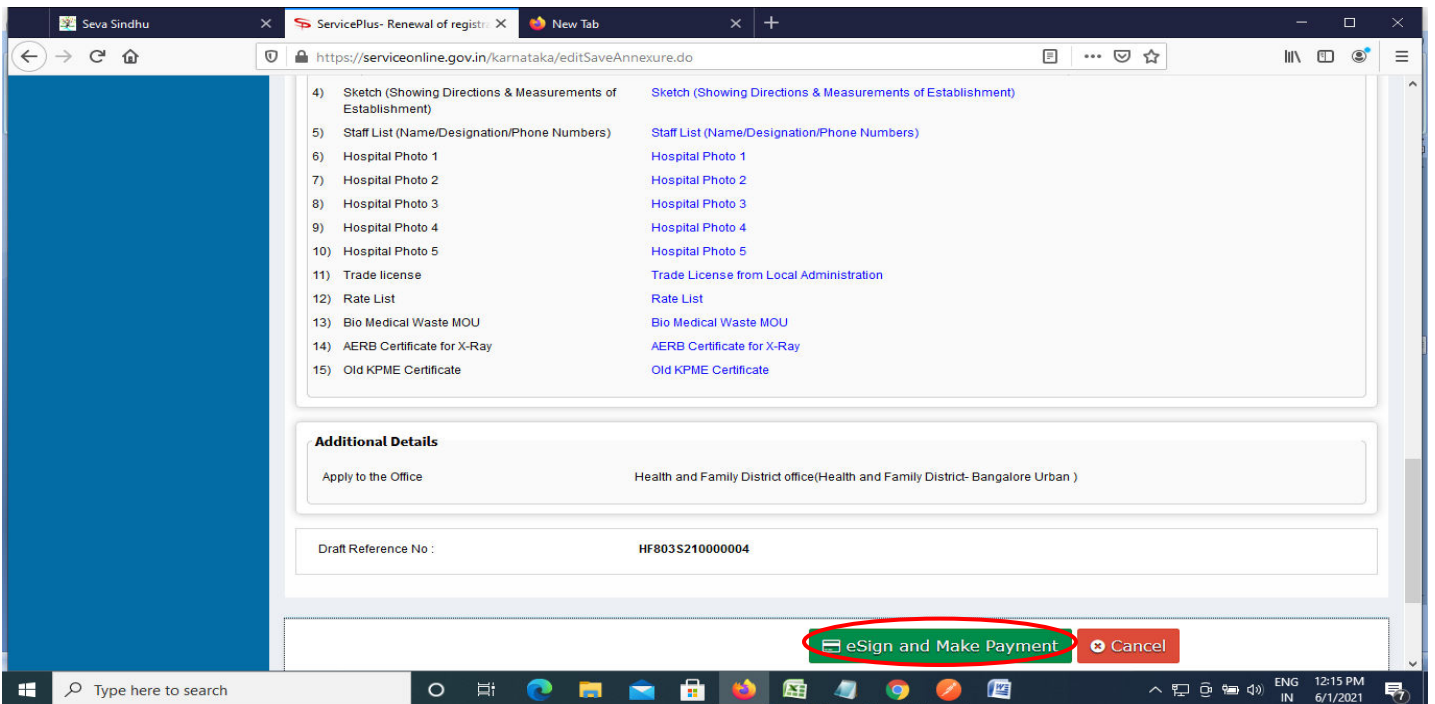 Seva Sindhu
ServicePlus- Renewal of registr
New Tab
https://serviceonline.gov.in/karnataka/editSaveAnnexure.do
4) Sketch (Showing Directions & Measurements of Establishment) Sketch (Showing Directions & Measurements of Establishment)
5) Staff List (Name/Designation/Phone Numbers) Staff List (Name/Designation/Phone Numbers)
6) Hospital Photo 1 Hospital Photo 1
7) Hospital Photo 2 Hospital Photo 2
8) Hospital Photo 3 Hospital Photo 3
9) Hospital Photo 4 Hospital Photo 4
10) Hospital Photo 5 Hospital Photo 5
11) Trade license Trade License from Local Administration
12) Rate List Rate List
13) Bio Medical Waste MOU Bio Medical Waste MOU
14) AERB Certificate for X-Ray AERB Certificate for X-Ray
15) Old KPME Certificate Old KPME Certificate
Additional Details
Apply to the Office Health and Family District office(Health and Family District- Bangalore Urban )
Draft Reference No : HF803S210000004
eSign and Make Payment Cancel
Type here to search
ENG
IN
12:15 PM
6/1/2021
7